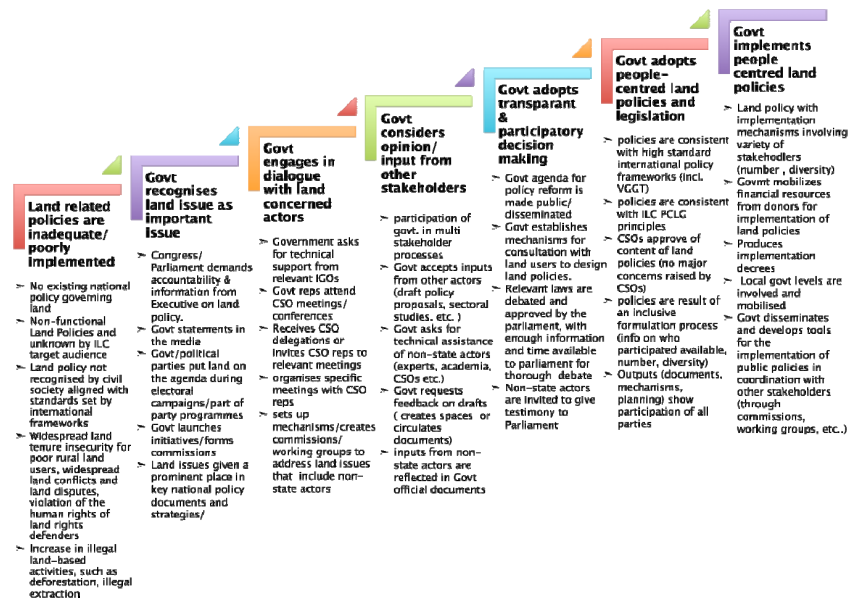 Land related
policies are
inadequate/
poorly
implemented
➣ No existing national
policy governing
land
➣ Non-functional
Land Policies and
unknown by ILC
target audience
➣ Land policy not
recognised by civil
society aligned with
standards set by
international
frameworks
➣ Widespread land
tenure insecurity for
poor rural land
users, widespread
land conflicts and
land disputes,
violation of the
human rights of
land rights
defenders
➣ Increase in illegal
land-based
activities, such as
deforestation, illegal
extraction
Govt
recognises
land issue as
important
Issue
➣ Congress/
Parliament demands
accountability &
information from
Executive on land
policy.
➣ Govt statements in
the media
➣ Govt/political
parties put land on
the agenda during
electoral
campaigns/part of
party programmes
➣ Govt launches
initiatives/forms
commissions
➣ Land issues given a
prominent place in
key national policy
documents and
strategies/
Govt
engages in
dialogue
with land
concerned
actors
➣ Government asks
for technical
support from
relevant IGOs
➣ Govt reps attend
CSO meetings/
conferences
➣ Receives CSO
delegations or
invites CSO reps to
relevant meetings
➣ organises specific
meetings with CSO
reps
➣ sets up
mechanisms/creates
commissions/
working groups to
address land issues
that include non-
state actors
Govt
considers
opinion/
input from
other
stakeholders
➣ participation of
govt. in multi
stakeholder
processes
➣ Govt accepts inputs
from other actors
(draft policy
proposals, sectoral
studies. etc. )
➣ Govt asks for
technical assistance
of non-state actors
(experts, academia,
CSOs etc.)
➣ Govt requests
feedback on drafts
( creates spaces or
circulates
documents)
➣ inputs from non-
state actors are
reflected in Govt
official documents
Govt adopts
transparant
&
participatory
decision
making
➣ Govt agenda for
policy reform is
made public/
disseminated
➣ Govt establishes
mechanisms for
consultation with
land users to design
land policies.
➣ Relevant laws are
debated and
approved by the
parliament, with
enough information
and time available
to parliament for
thorough debate
➣ Non-state actors
are invited to give
testimony to
Parliament
Govt adopts
people-
centred land
policies and
legislation
➣ policies are consistent
with high standard
international policy
frameworks (incl.
VGGT)
➣ policies are consistent
with ILC PCLG
principles
➣ CSOs approve of
content of land
policies (no major
concerns raised by
CSOs)
➣ policies are result of
an inclusive
formulation process
(info on who
participated available,
number, diversity)
➣ Outputs (documents,
mechanisms,
planning) show
participation of all
parties
Govt
implements
people
centred land
policies
➣ Land policy with
implementation
mechanisms involving
variety of
stakehodlers
(number , diversity)
➣ Govmt mobilizes
financial resources
from donors for
implementation of
land policies
➣ Produces
implementation
decrees
➣ Local govt levels are
involved and
mobilised
➣ Govt disseminates
and develops tools
for the
implementation of
public policies in
coordination with
other stakeholders
(through
commissions,
working groups, etc..)